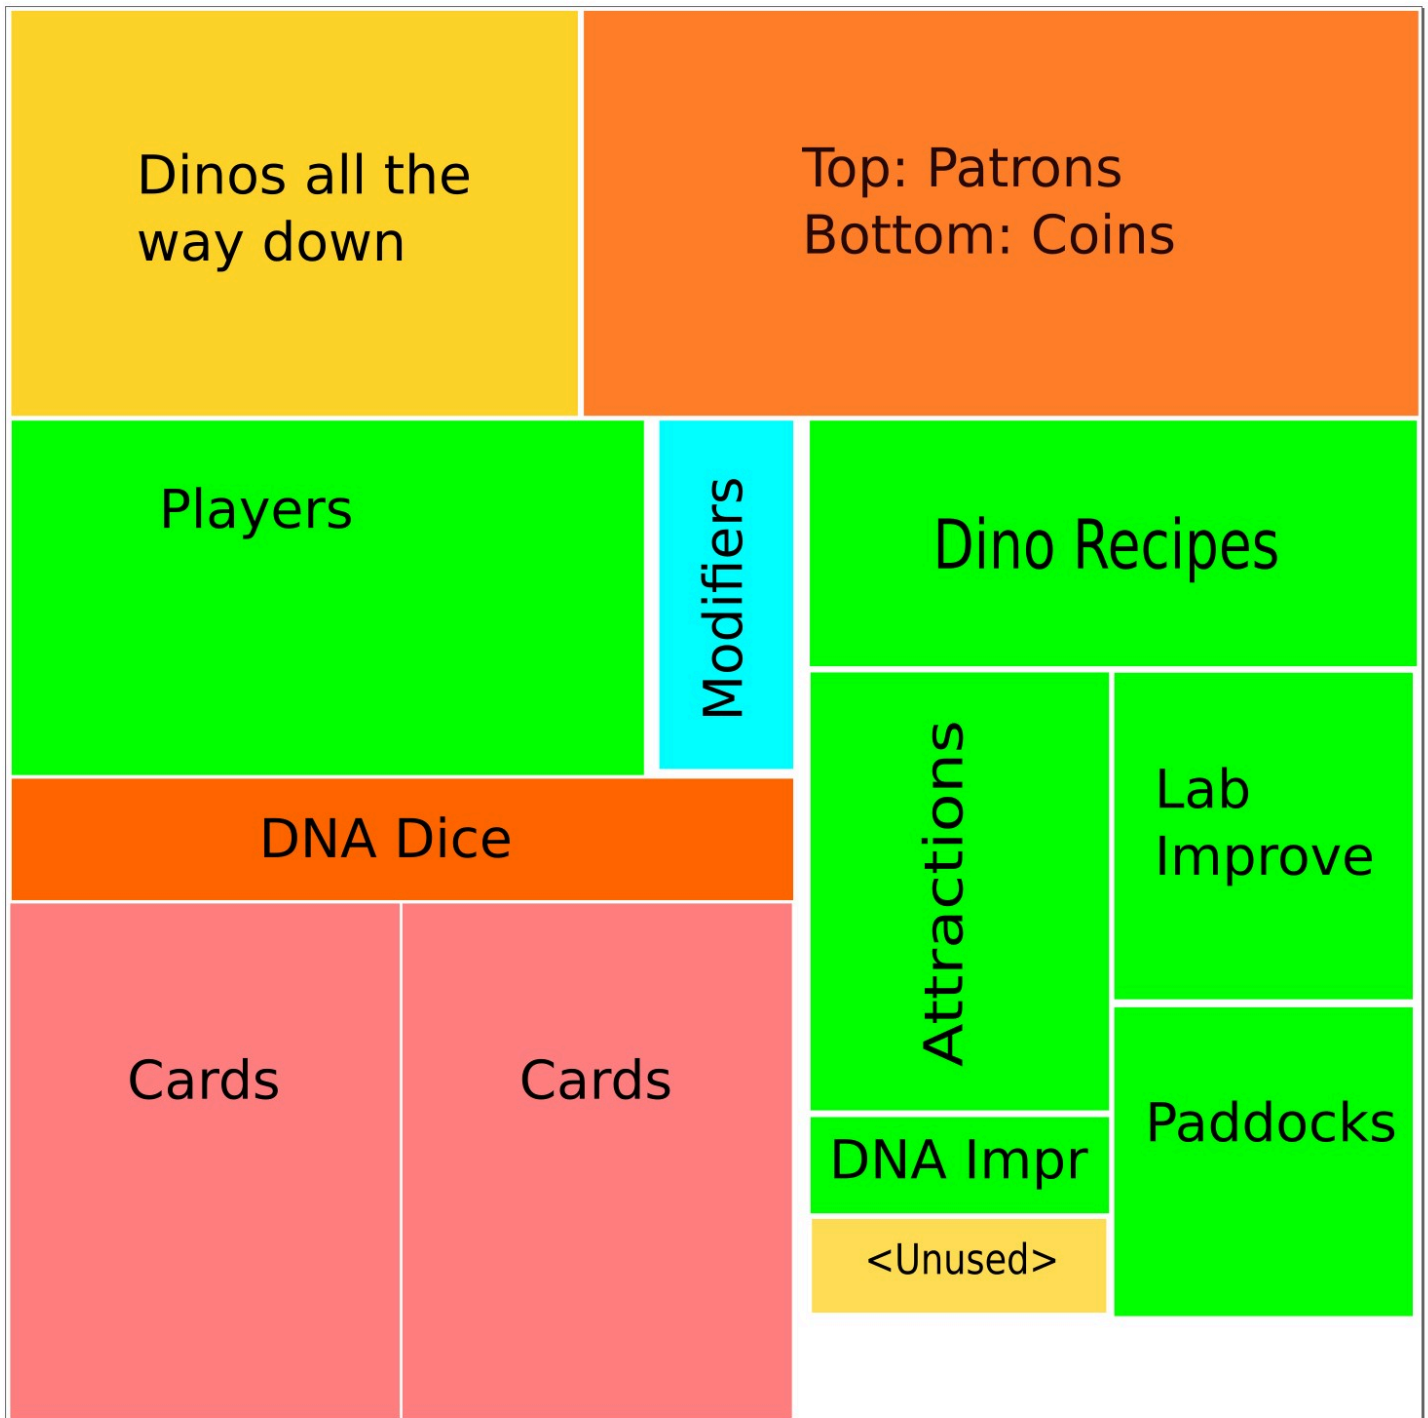 Dinos all the
way down
Top: Patrons
Bottom: Coins
Players
Modifiers
Dino Recipes
DNA Dice
Attractions
Lab
Improve
Cards
Cards
Paddocks
DNA Impr
<Unused>